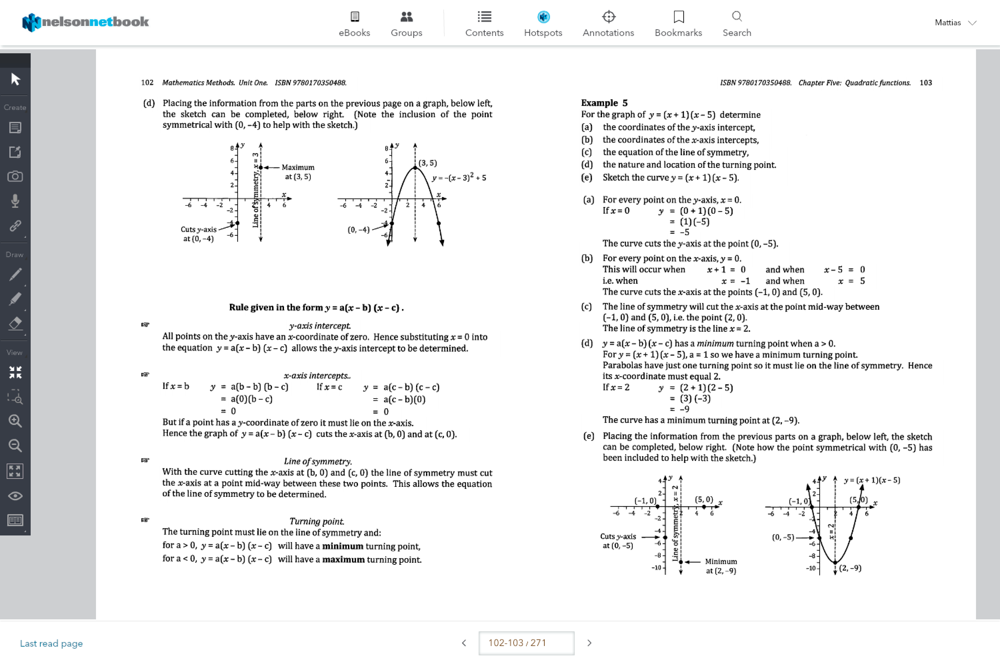 nelsonnetbook
eBooks
Groups
Contents
Hotspots
Annotations
Bookmarks
Search
Mattias
Create
Draw
View
102 Mathematics Methods. Unit One. ISBN 9780170350488.
(d) Placing the information from the parts on the previous page on a graph, below left,
the sketch can be completed, below right. (Note the inclusion of the point
symmetrical with (0, –4) to help with the sketch.)
8 y
6
4
2
–2
–4
–6
–6 –4 –2 2 4 6
x
Line of symmetry, x = 3
Maximum
at (3, 5)
Cuts y-axis
at (0, –4)
8 y
6
4
2
–2
–4
–6
–6 –4 –2 2 4 6
x
(3, 5)
y = –(x – 3)² + 5
(0, –4)
Rule given in the form y = a(x – b) (x – c) .
y-axis intercept.
All points on the y-axis have an x-coordinate of zero. Hence substituting x = 0 into
the equation y = a(x – b) (x – c) allows the y-axis intercept to be determined.
x-axis intercepts..
If x = b y = a(b – b) (b – c) If x = c y = a(c – b) (c – c)
= a(0)(b – c) = a(c – b)(0)
= 0 = 0
But if a point has a y-coordinate of zero it must lie on the x-axis.
Hence the graph of y = a(x – b) (x – c) cuts the x-axis at (b, 0) and at (c, 0).
Line of symmetry.
With the curve cutting the x-axis at (b, 0) and (c, 0) the line of symmetry must cut
the x-axis at a point mid-way between these two points. This allows the equation
of the line of symmetry to be determined.
Turning point.
The turning point must lie on the line of symmetry and:
for a > 0, y = a(x – b) (x – c) will have a minimum turning point,
for a < 0, y = a(x – b) (x – c) will have a maximum turning point.
ISBN 9780170350488. Chapter Five: Quadratic functions. 103
Example 5
For the graph of y = (x + 1)(x – 5) determine
(a) the coordinates of the y-axis intercept,
(b) the coordinates of the x-axis intercepts,
(c) the equation of the line of symmetry,
(d) the nature and location of the turning point.
(e) Sketch the curve y = (x + 1)(x – 5).
(a) For every point on the y-axis, x = 0.
If x = 0 y = (0 + 1)(0 – 5)
= (1)(–5)
= –5
The curve cuts the y-axis at the point (0, –5).
(b) For every point on the x-axis, y = 0.
This will occur when x + 1 = 0 and when x – 5 = 0
i.e. when x = –1 and when x = 5
The curve cuts the x-axis at the points (–1, 0) and (5, 0).
(c) The line of symmetry will cut the x-axis at the point mid-way between
(–1, 0) and (5, 0), i.e. the point (2, 0).
The line of symmetry is the line x = 2.
(d) y = a(x – b)(x – c) has a minimum turning point when a > 0.
For y = (x + 1)(x – 5), a = 1 so we have a minimum turning point.
Parabolas have just one turning point so it must lie on the line of symmetry. Hence
its x-coordinate must equal 2.
If x = 2 y = (2 + 1)(2 – 5)
= (3) (–3)
= –9
The curve has a minimum turning point at (2, –9).
(e) Placing the information from the previous parts on a graph, below left, the sketch
can be completed, below right. (Note how the point symmetrical with (0, –5) has
been included to help with the sketch.)
4 y
2
–2
–4
–6
–8
–10
–6 –4 –2 2 4 6
x
(–1, 0)
(5, 0)
Line of symmetry, x = 2
Cuts y-axis
at (0, –5)
Minimum
at (2, –9)
4 y
2
–2
–4
–6
–8
–10
–6 –4 –2 2 4 6
x
y = (x + 1)(x – 5)
(–1, 0)
(5, 0)
x = 2
(0, –5)
(2, –9)
Last read page
102-103 / 271